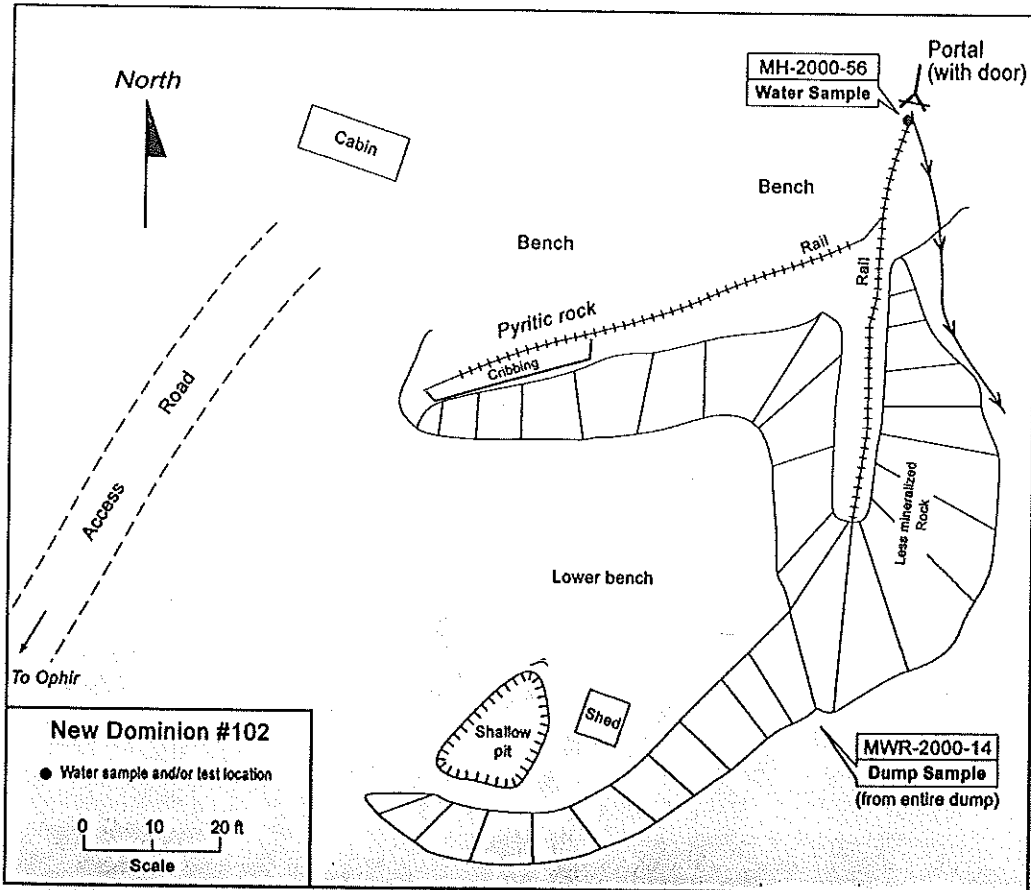 North
Cabin
MH-2000-56
Water Sample
Portal
(with door)
Bench
Bench
Rail
Rail
Pyritic rock
Cribbing
Access Road
To Ophir
Less mineralized
Rock
Lower bench
Shallow
pit
Shed
MWR-2000-14
Dump Sample
(from entire dump)
New Dominion #102
Water sample and/or test location
0 10 20 ft
Scale